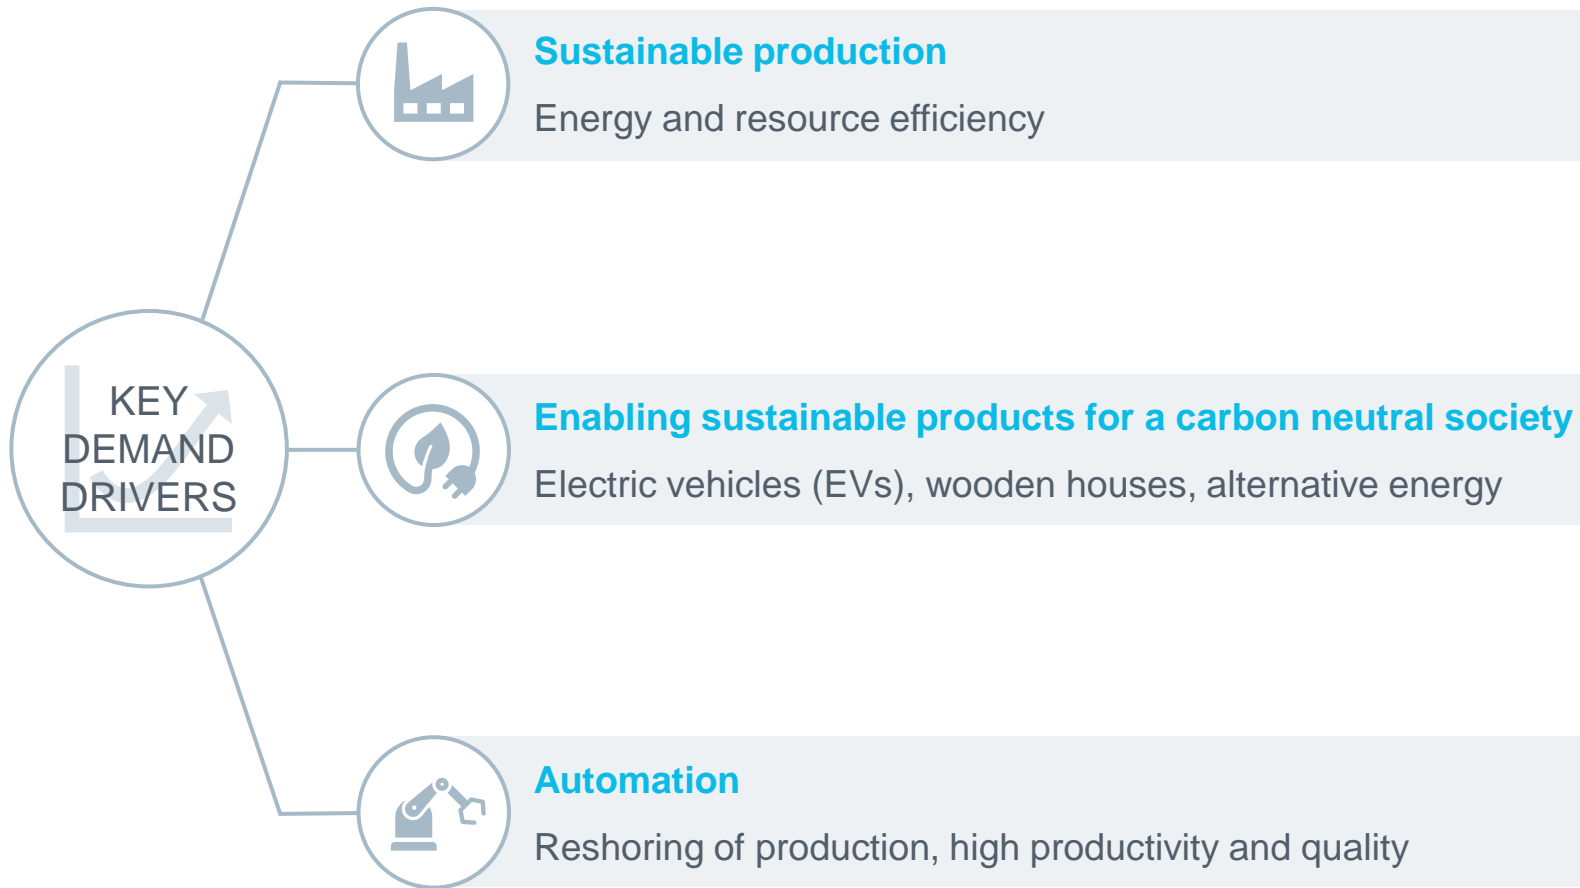 Sustainable production
Energy and resource efficiency
KEY
DEMAND
DRIVERS
Enabling sustainable products for a carbon neutral society
Electric vehicles (EVs), wooden houses, alternative energy
Automation
Reshoring of production, high productivity and quality